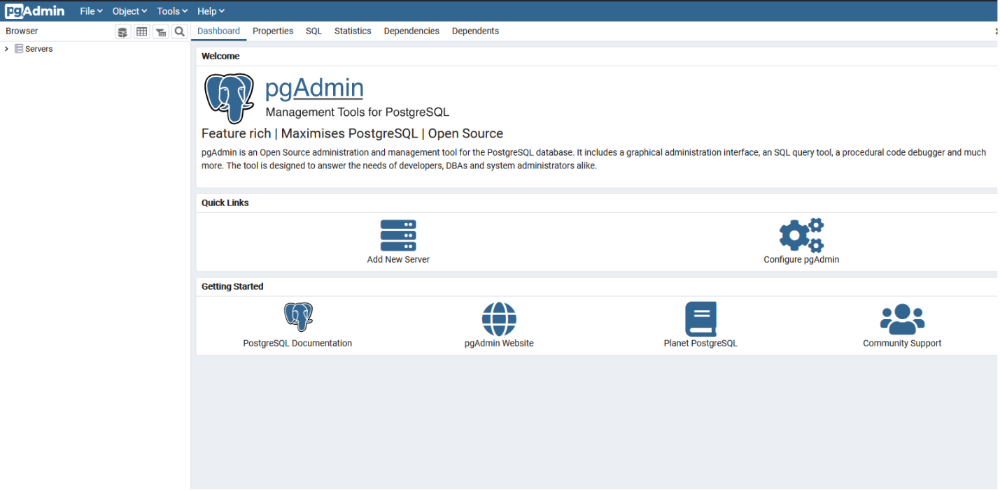 pgAdmin File Object Tools Help
Browser
Dashboard Properties SQL Statistics Dependencies Dependents
Servers
Welcome
pgAdmin
Management Tools for PostgreSQL
Feature rich | Maximises PostgreSQL | Open Source
pgAdmin is an Open Source administration and management tool for the PostgreSQL database. It includes a graphical administration interface, an SQL query tool, a procedural code debugger and much
more. The tool is designed to answer the needs of developers, DBAs and system administrators alike.
Quick Links
Add New Server
Configure pgAdmin
Getting Started
PostgreSQL Documentation
pgAdmin Website
Planet PostgreSQL
Community Support